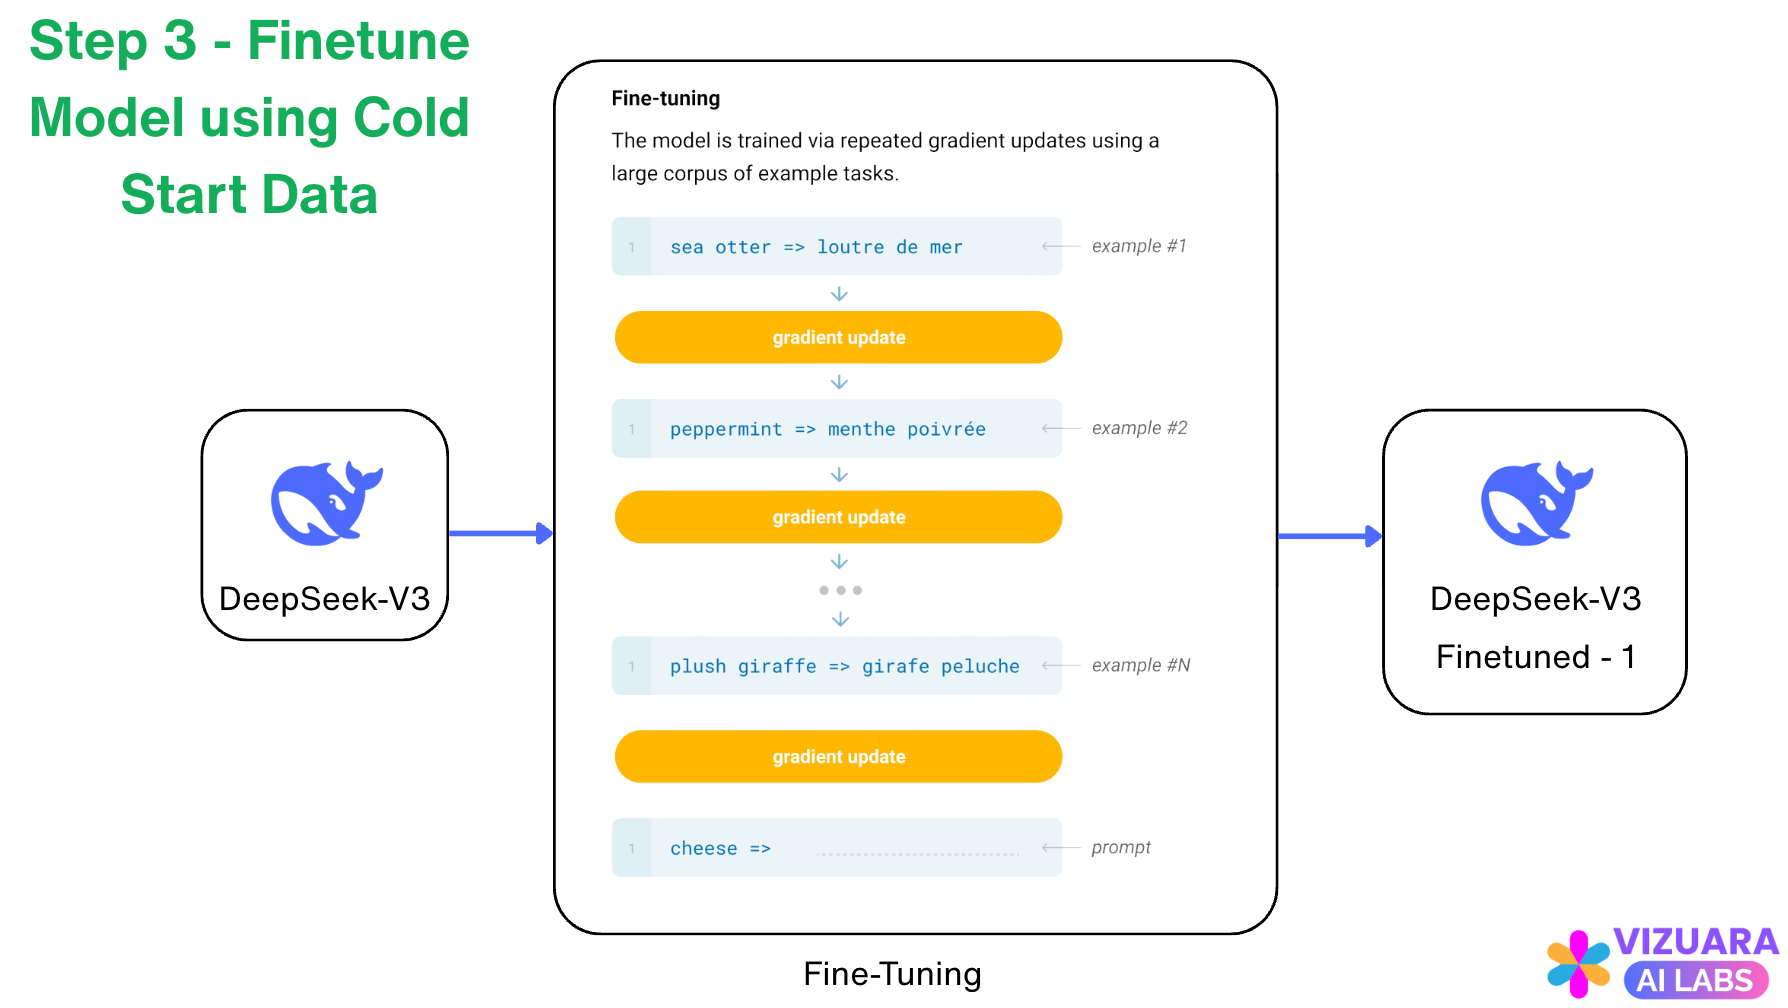 Step 3 - Finetune
Model using Cold
Start Data
Fine-tuning
The model is trained via repeated gradient updates using a
large corpus of example tasks.
1 sea otter => loutre de mer
example #1
gradient update
1 peppermint => menthe poivrée
example #2
gradient update
1 plush giraffe => girafe peluche
example #N
gradient update
1 cheese =>
prompt
DeepSeek-V3
DeepSeek-V3
Finetuned - 1
Fine-Tuning
VIZUARA
AI LABS